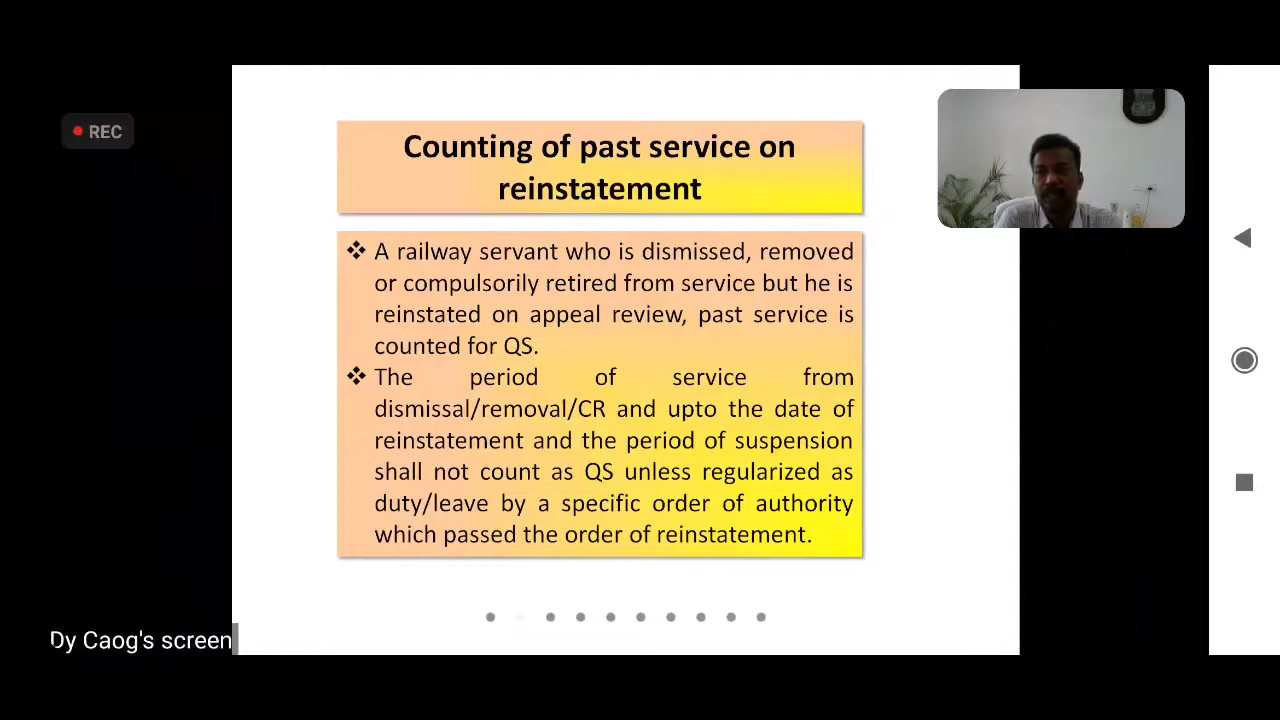 REC
Counting of past service on
reinstatement
❖ A railway servant who is dismissed, removed
or compulsorily retired from service but he is
reinstated on appeal review, past service is
counted for QS.
❖ The period of service from
dismissal/removal/CR and upto the date of
reinstatement and the period of suspension
shall not count as QS unless regularized as
duty/leave by a specific order of authority
which passed the order of reinstatement.
Dy Caog's screen